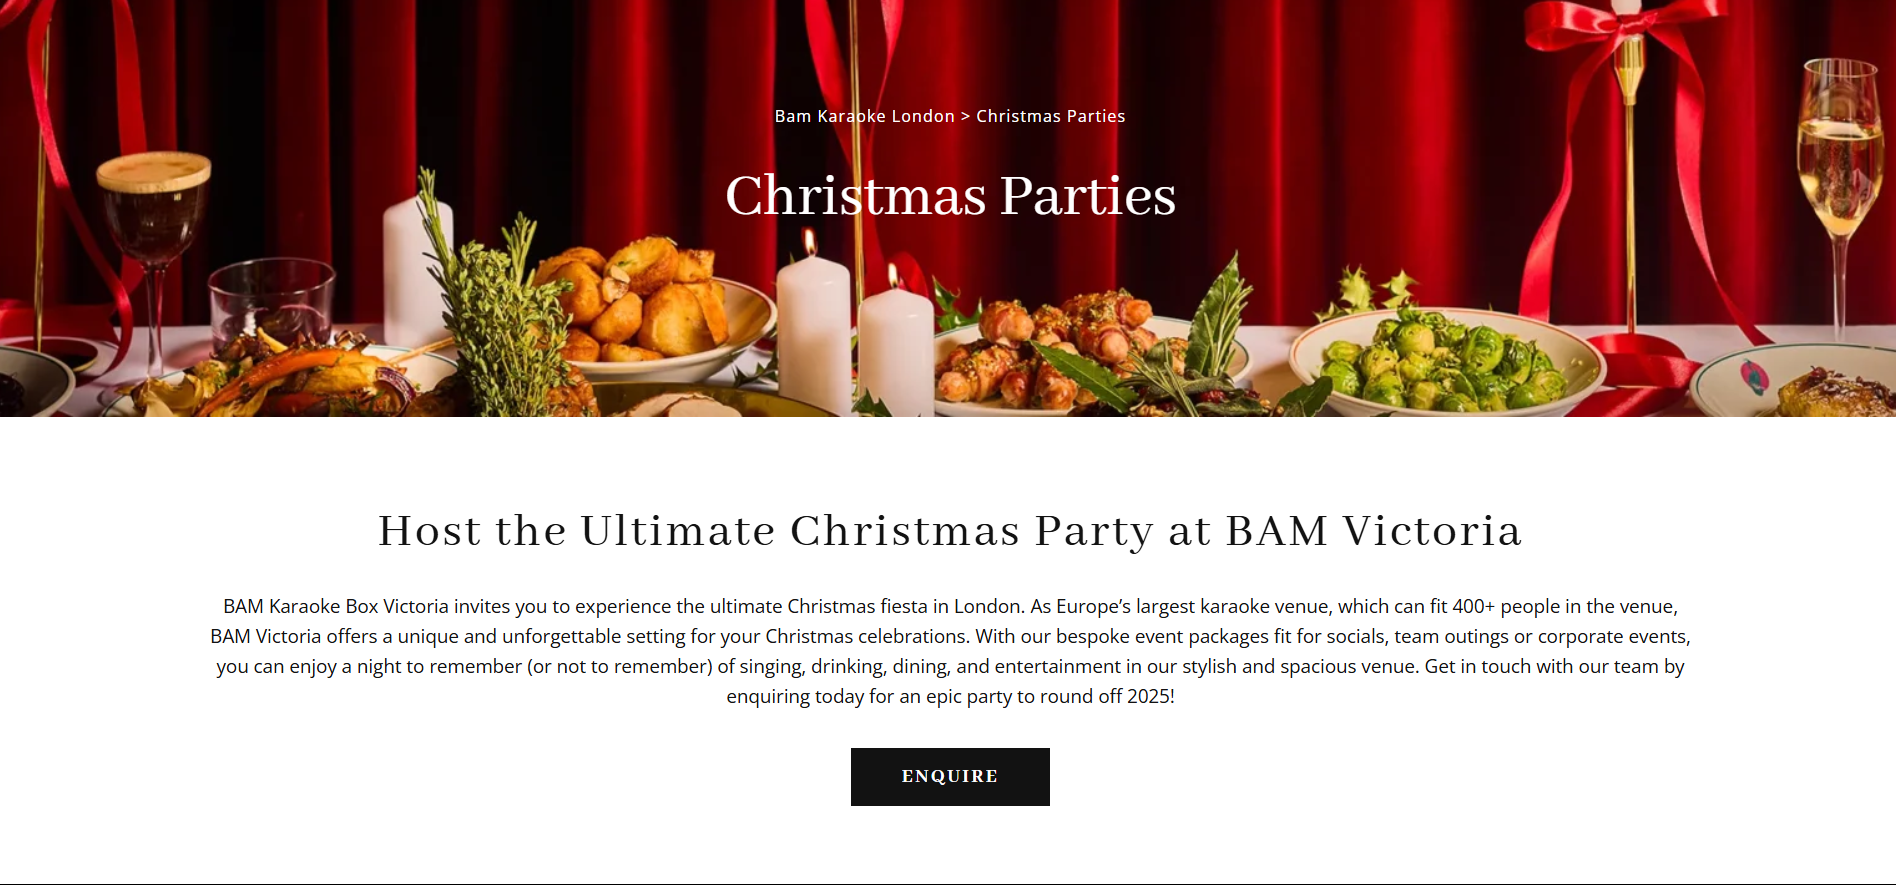 Bam Karaoke London > Christmas Parties
Christmas Parties
Host the Ultimate Christmas Party at BAM Victoria
BAM Karaoke Box Victoria invites you to experience the ultimate Christmas fiesta in London. As Europe’s largest karaoke venue, which can fit 400+ people in the venue,
BAM Victoria offers a unique and unforgettable setting for your Christmas celebrations. With our bespoke event packages fit for socials, team outings or corporate events,
you can enjoy a night to remember (or not to remember) of singing, drinking, dining, and entertainment in our stylish and spacious venue. Get in touch with our team by
enquiring today for an epic party to round off 2025!
ENQUIRE